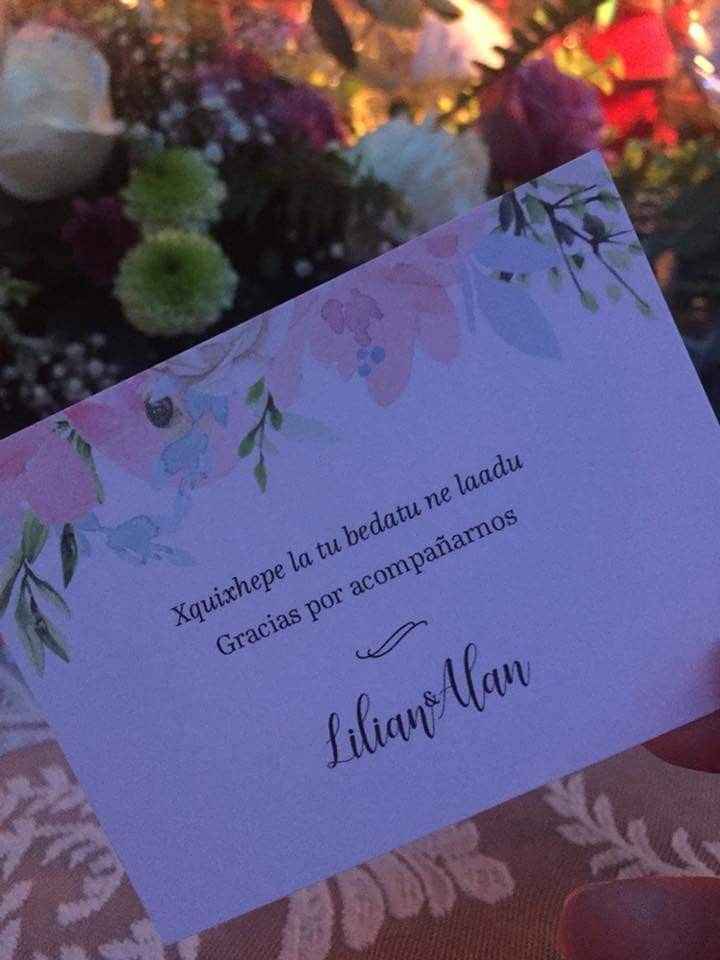 Xquixhepe la tu bedatu ne laadu
Gracias por acompañarnos
Lilian & Alan